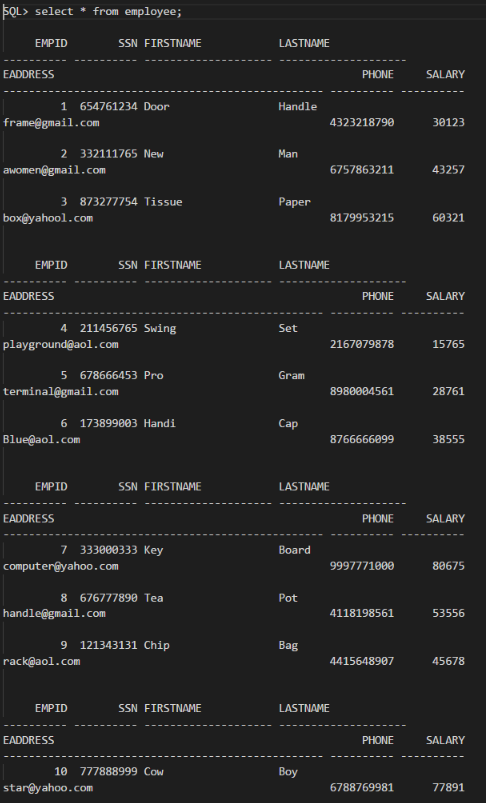 SQL> select * from employee;
EMPID SSN FIRSTNAME LASTNAME
---------- --------- -------------------- --------------------
EADDRESS PHONE SALARY
-------------------------------------------------- ---------- ----------
1 654761234 Door Handle
frame@gmail.com 4323218790 30123
2 332111765 New Man
awomen@gmail.com 6757863211 43257
3 873277754 Tissue Paper
box@yahool.com 8179953215 60321
EMPID SSN FIRSTNAME LASTNAME
---------- --------- -------------------- --------------------
EADDRESS PHONE SALARY
-------------------------------------------------- ---------- ----------
4 211456765 Swing Set
playground@aol.com 2167079878 15765
5 678666453 Pro Gram
terminal@gmail.com 8980004561 28761
6 173899003 Handi Cap
Blue@aol.com 8766666099 38555
EMPID SSN FIRSTNAME LASTNAME
---------- --------- -------------------- --------------------
EADDRESS PHONE SALARY
-------------------------------------------------- ---------- ----------
7 333000333 Key Board
computer@yahoo.com 9997771000 80675
8 676777890 Tea Pot
handle@gmail.com 4118198561 53556
9 121343131 Chip Bag
rack@aol.com 4415648907 45678
EMPID SSN FIRSTNAME LASTNAME
---------- --------- -------------------- --------------------
EADDRESS PHONE SALARY
-------------------------------------------------- ---------- ----------
10 777888999 Cow Boy
star@yahoo.com 6788769981 77891